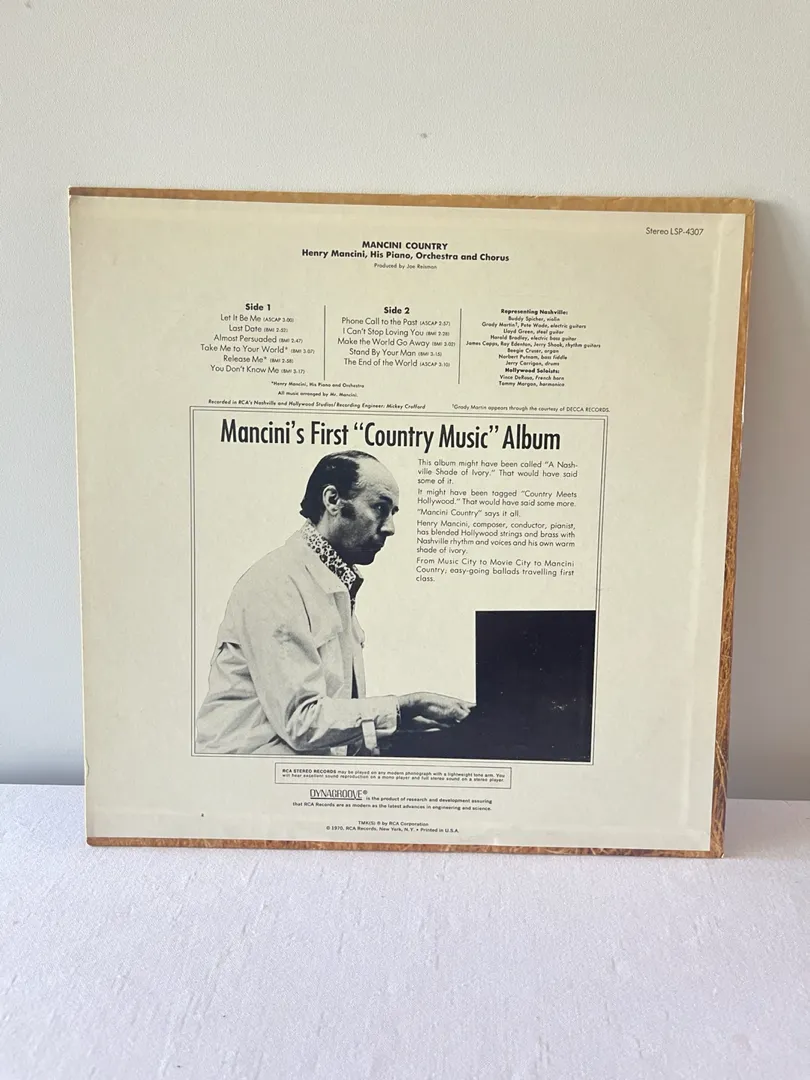 Stereo LSP-4307
MANCINI COUNTRY
Henry Mancini, His Piano, Orchestra and Chorus
Produced by Joe Reisman
Side 1
Let It Be Me (ASCAP 3:00)
Last Date (BMI 2:52)
Almost Persuaded (BMI 2:47)
Take Me to Your World* (BMI 3:07)
Release Me* (BMI 2:58)
You Don't Know Me (BMI 3:17)
Side 2
Phone Call to the Past (ASCAP 2:57)
I Can't Stop Loving You (BMI 2:28)
Make the World Go Away (BMI 3:02)
Stand By Your Man (BMI 3:18)
The End of the World (ASCAP 3:10)
Representing Nashville:
Buddy Spicher, violin
Grady Martin†, Pete Wade, electric guitars
Lloyd Green, steel guitar
Harold Bradley, electric bass guitar
James Capps, Ray Edenton, Jerry Shook, rhythm guitars
Beegie Cruser, organ
Norbert Putnam, bass fiddle
Jerry Carrigan, drums
Hollywood Soloists:
Vince DeRosa, French horn
Tommy Morgan, harmonica
*Henry Mancini, His Piano and Orchestra
All music arranged by Mr. Mancini.
Recorded in RCA's Nashville and Hollywood Studios/Recording Engineer: Mickey Crofford
†Grady Martin appears through the courtesy of DECCA RECORDS.
Mancini's First "Country Music" Album
This album might have been called "A Nash-
ville Shade of Ivory." That would have said
some of it.
It might have been tagged "Country Meets
Hollywood." That would have said some more.
"Mancini Country" says it all.
Henry Mancini, composer, conductor, pianist,
has blended Hollywood strings and brass with
Nashville rhythm and voices and his own warm
shade of ivory.
From Music City to Movie City to Mancini
Country; easy-going ballads travelling first
class.
RCA STEREO RECORDS may be played on any modern phonograph with a lightweight tone arm. You
will hear excellent sound reproduction on a mono player and full stereo sound on a stereo player.
DYNAGROOVE® is the product of research and development assuring
that RCA Records are as modern as the latest advances in engineering and science.
TMK(S) ® by RCA Corporation
© 1970, RCA Records, New York, N.Y. • Printed in U.S.A.